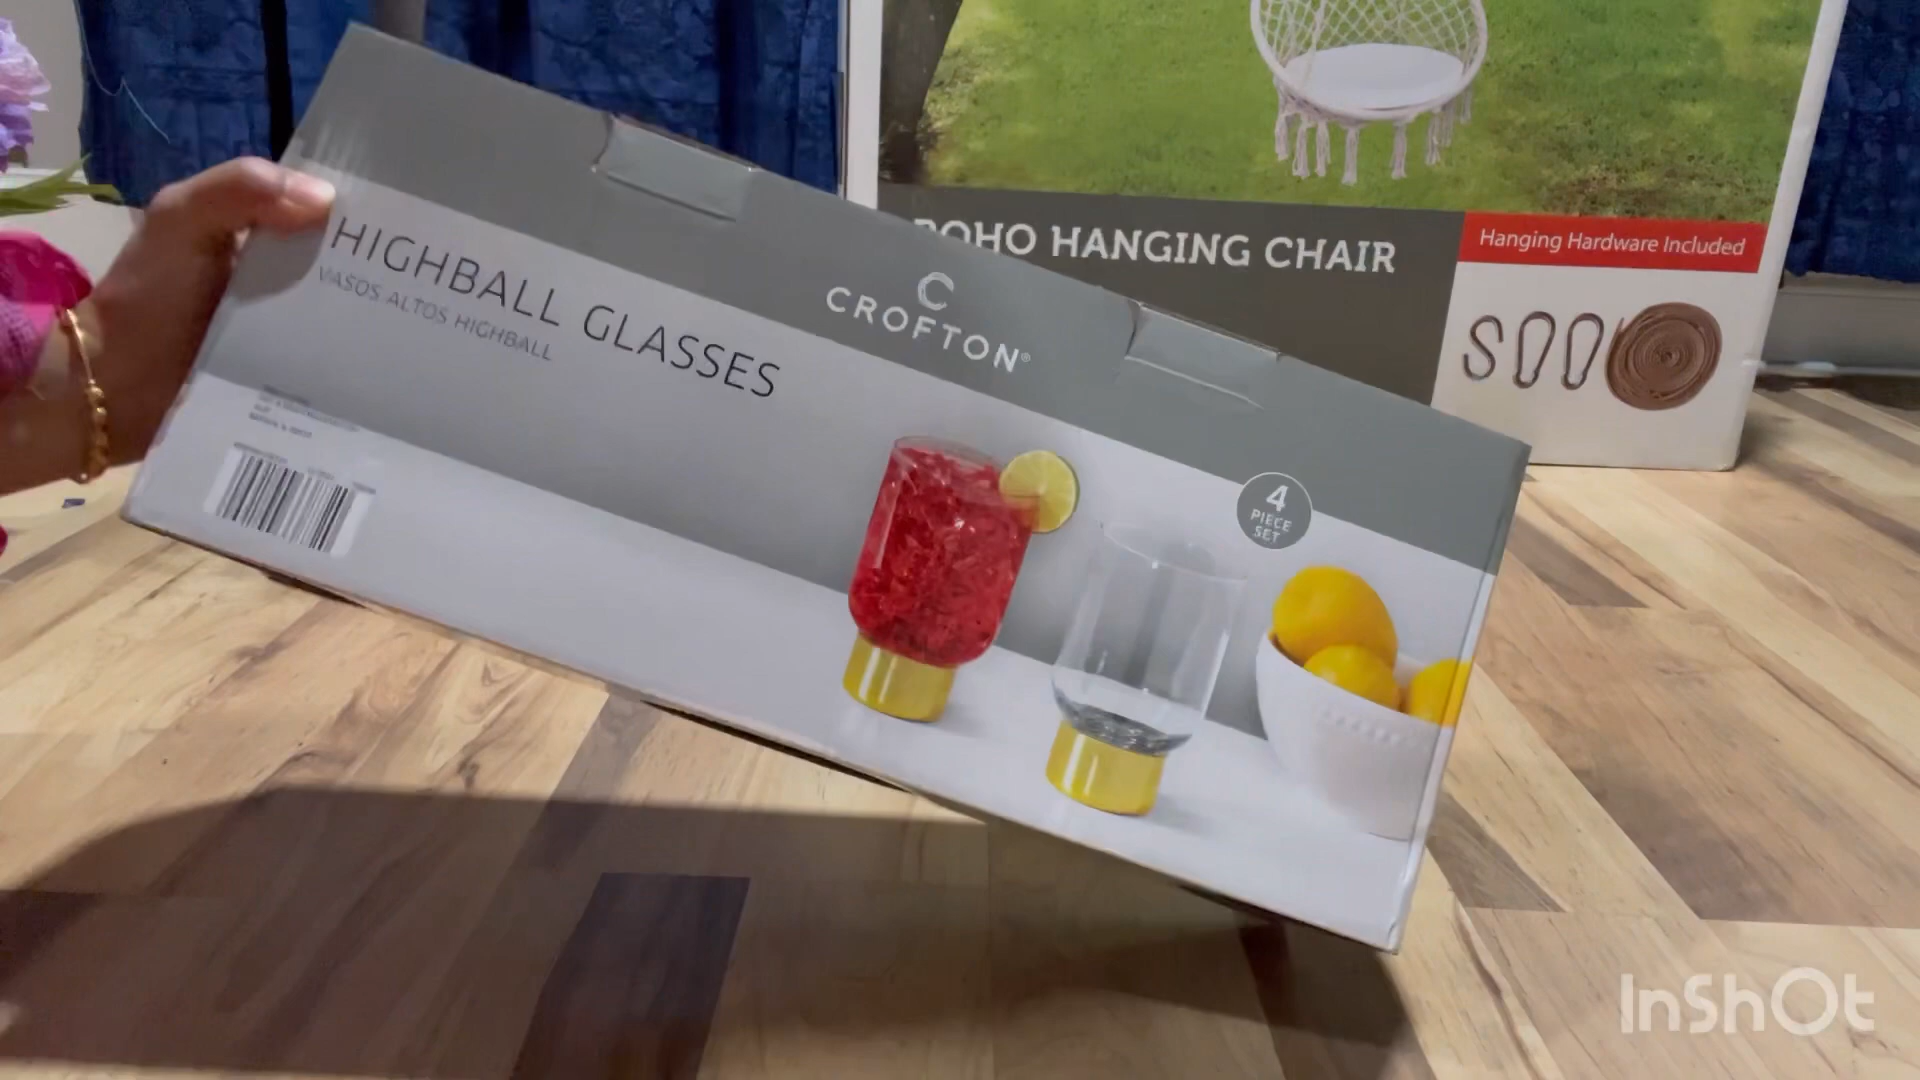 HIGHBALL GLASSES
VASOS ALTOS HIGHBALL
CROFTON®
4
PIECE
SET
HANGING CHAIR
Hanging Hardware Included
InShOt